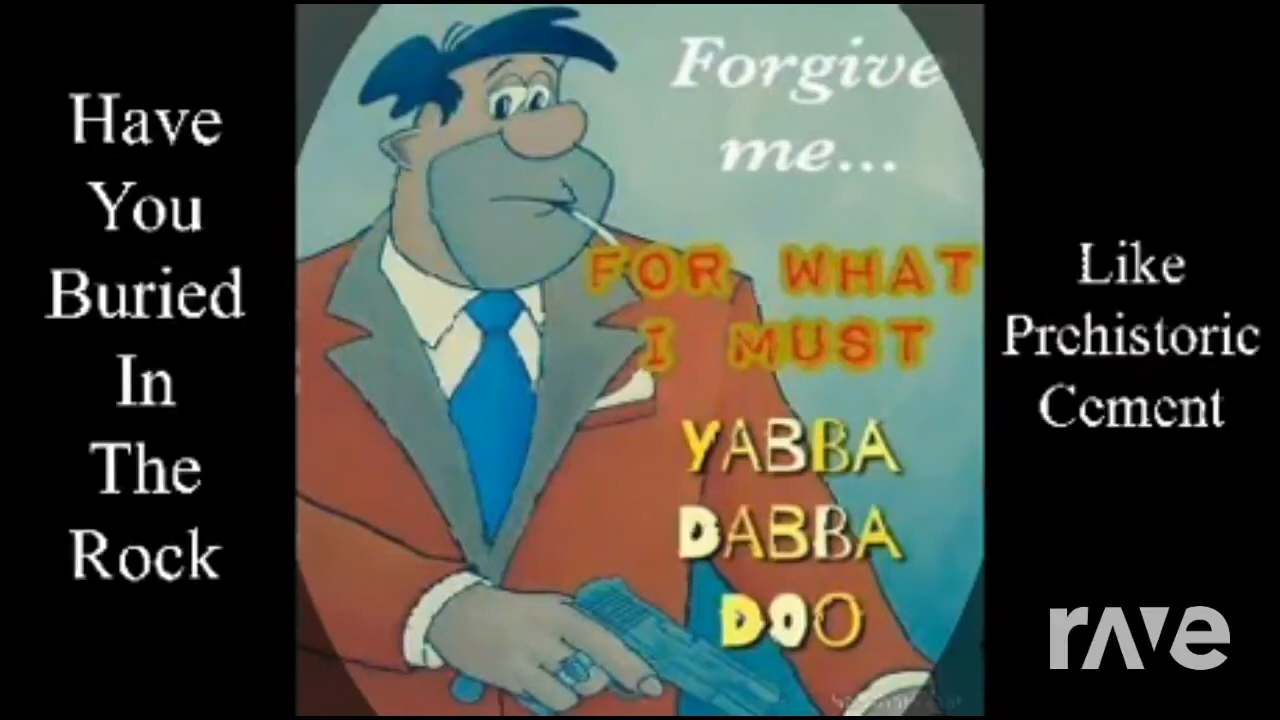 Have
You
Buried
In
The
Rock
Forgive
me...
FOR WHAT
I MUST
YABBA
DABBA
DOO
Like
Prehistoric
Cement
rave